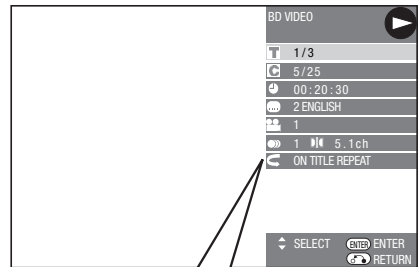 BD VIDEO
T 1/3
C 5/25
00:20:30
2 ENGLISH
1
1 5.1ch
ON TITLE REPEAT
SELECT ENTER ENTER
RETURN